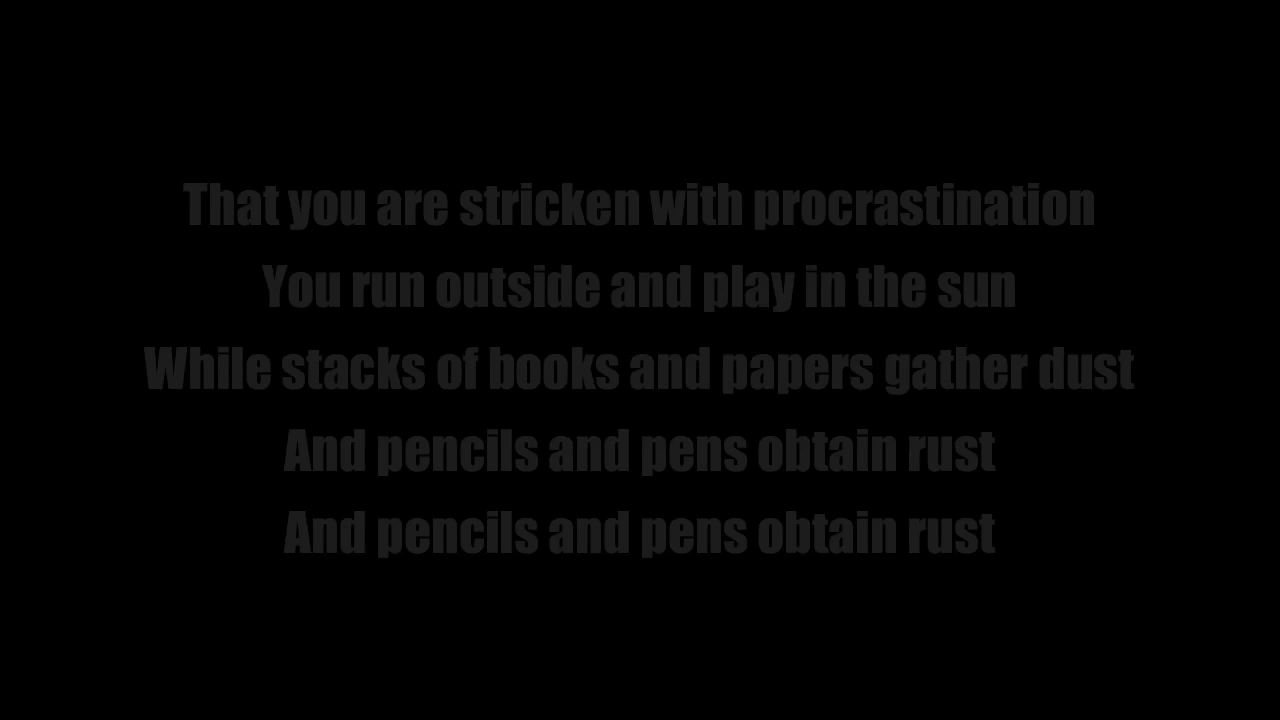 That you are stricken with procrastination
You run outside and play in the sun
While stacks of books and papers gather dust
And pencils and pens obtain rust
And pencils and pens obtain rust